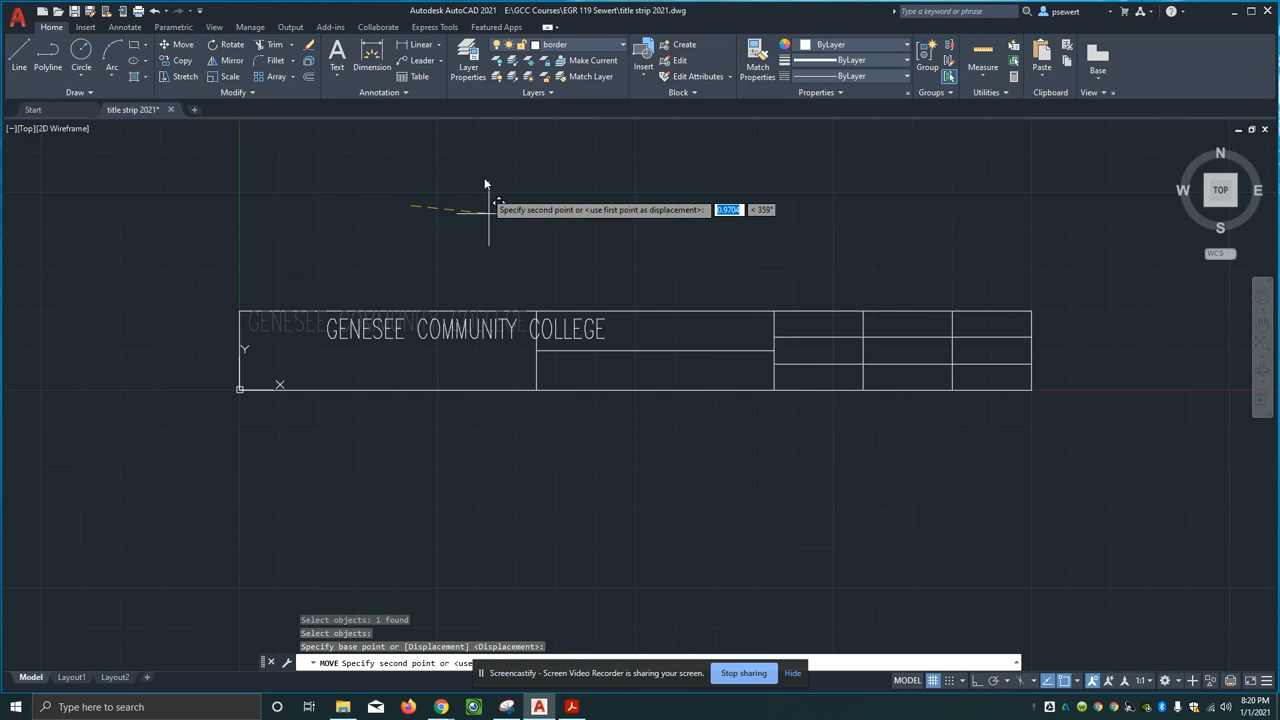 Autodesk AutoCAD 2021 E:\GCC Courses\EGR 119 Sewert\title strip 2021.dwg
Type a keyword or phrase
psewert
Home Insert Annotate Parametric View Manage Output Add-ins Collaborate Express Tools Featured Apps
Line Polyline Circle Arc
Move Rotate Trim
Copy Mirror Fillet
Stretch Scale Array
Text Dimension
Linear
Leader
Table
Layer Properties
border
Make Current
Match Layer
Insert
Create
Edit
Edit Attributes
Match Properties
ByLayer
ByLayer
ByLayer
Group Measure Paste Base
Draw Modify Annotation Layers Block Properties Groups Utilities Clipboard View
Start title strip 2021*
[−][Top][2D Wireframe]
N
W TOP E
S
WCS
Specify second point or <use first point as displacement>: 0.9704 < 359°
GENESEE COMMUNITY COLLEGE
Y
X
Select objects: 1 found
Select objects:
Specify base point or [Displacement] <Displacement>:
MOVE Specify second point or <use
Screencastify - Screen Video Recorder is sharing your screen. Stop sharing Hide
Model Layout1 Layout2
MODEL 1:1
Type here to search
8:20 PM
1/1/2021